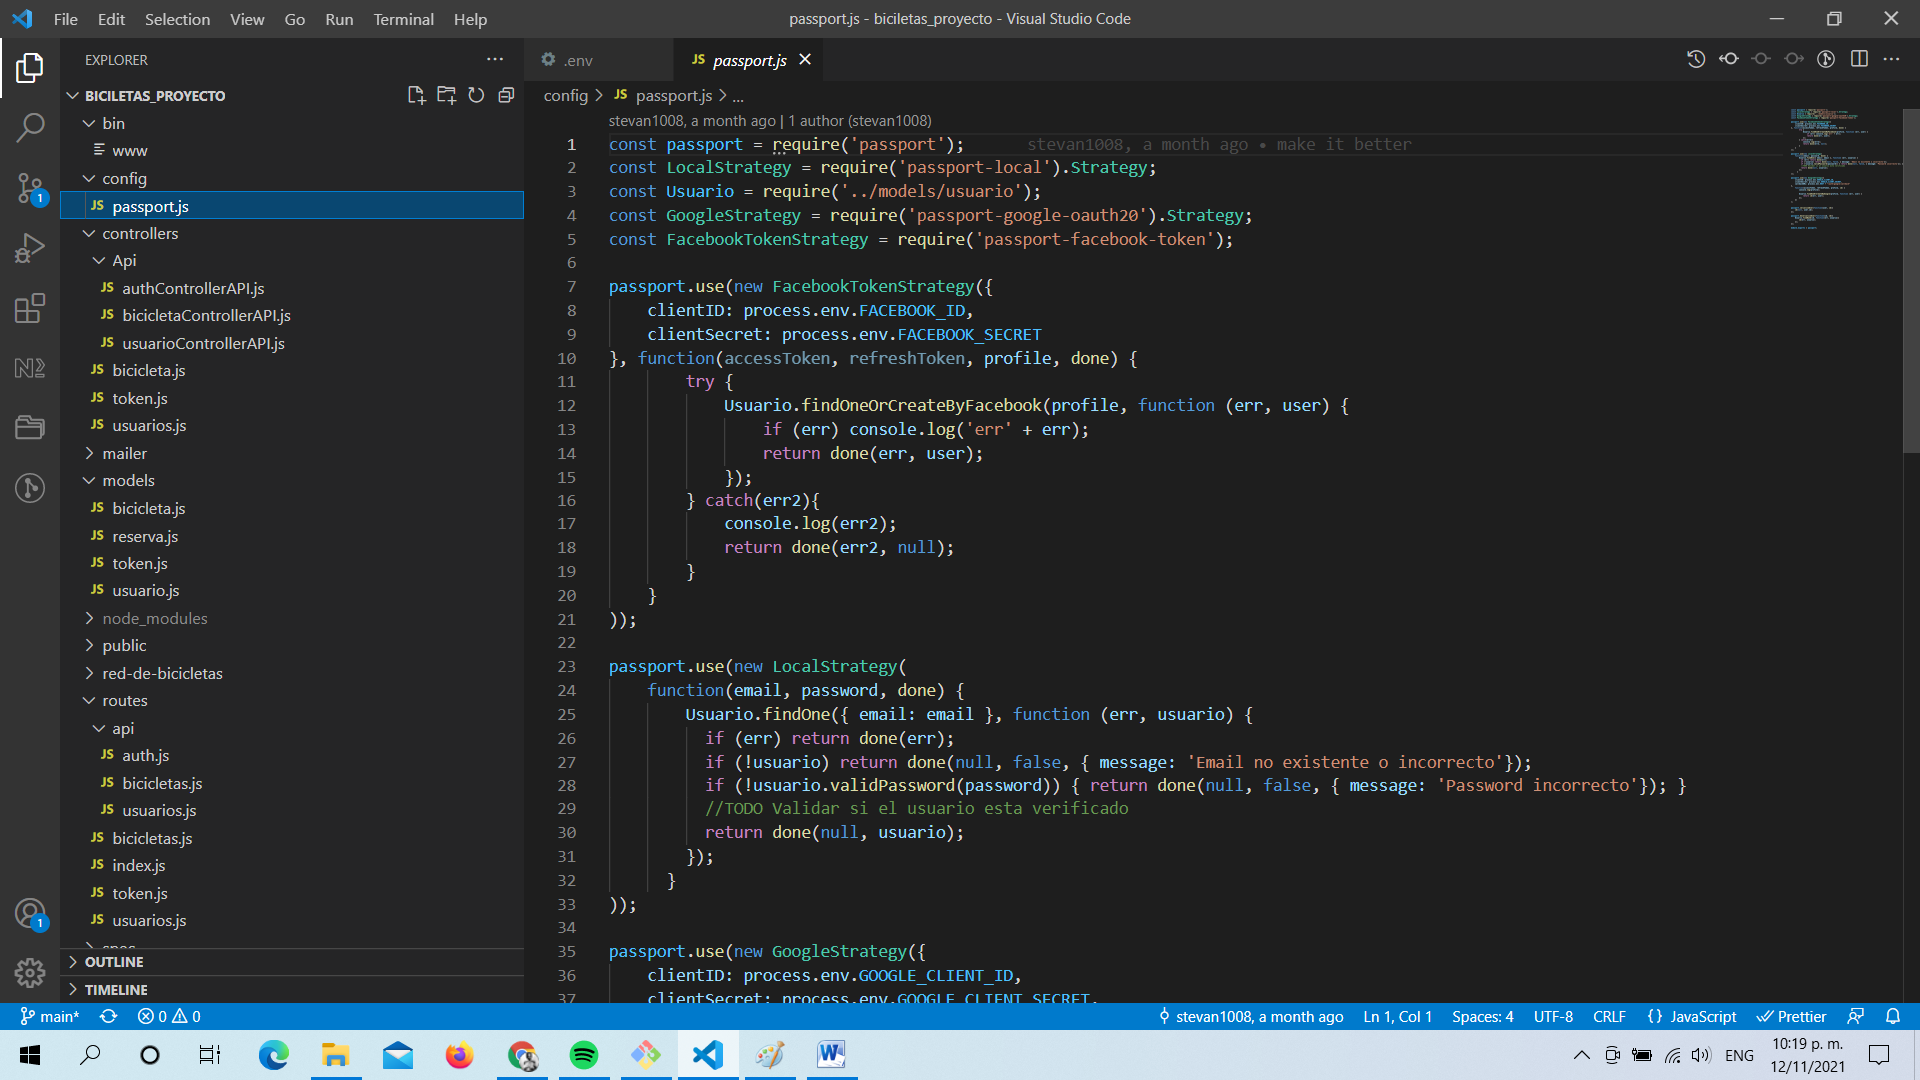 File Edit Selection View Go Run Terminal Help
passport.js - biciletas_proyecto - Visual Studio Code
EXPLORER
BICILETAS_PROYECTO
bin
www
config
JS passport.js
controllers
Api
JS authControllerAPI.js
JS bicicletaControllerAPI.js
JS usuarioControllerAPI.js
JS bicicleta.js
JS token.js
JS usuarios.js
mailer
models
JS bicicleta.js
JS reserva.js
JS token.js
JS usuario.js
node_modules
public
red-de-bicicletas
routes
api
JS auth.js
JS bicicletas.js
JS usuarios.js
JS bicicletas.js
JS index.js
JS token.js
JS usuarios.js
OUTLINE
TIMELINE
1
1
.env
JS passport.js
config > JS passport.js > ...
stevan1008, a month ago | 1 author (stevan1008)
1 const passport = require('passport'); stevan1008, a month ago • make it better
2 const LocalStrategy = require('passport-local').Strategy;
3 const Usuario = require('../models/usuario');
4 const GoogleStrategy = require('passport-google-oauth20').Strategy;
5 const FacebookTokenStrategy = require('passport-facebook-token');
6
7 passport.use(new FacebookTokenStrategy({
8 clientID: process.env.FACEBOOK_ID,
9 clientSecret: process.env.FACEBOOK_SECRET
10 }, function(accessToken, refreshToken, profile, done) {
11 try {
12 Usuario.findOneOrCreateByFacebook(profile, function (err, user) {
13 if (err) console.log('err' + err);
14 return done(err, user);
15 });
16 } catch(err2){
17 console.log(err2);
18 return done(err2, null);
19 }
20 }
21 ));
22
23 passport.use(new LocalStrategy(
24 function(email, password, done) {
25 Usuario.findOne({ email: email }, function (err, usuario) {
26 if (err) return done(err);
27 if (!usuario) return done(null, false, { message: 'Email no existente o incorrecto'});
28 if (!usuario.validPassword(password)) { return done(null, false, { message: 'Password incorrecto'}); }
29 //TODO Validar si el usuario esta verificado
30 return done(null, usuario);
31 });
32 }
33 ));
34
35 passport.use(new GoogleStrategy({
36 clientID: process.env.GOOGLE_CLIENT_ID,
37 clientSecret: process.env.GOOGLE_CLIENT_SECRET,
main* 0 0 stevan1008, a month ago Ln 1, Col 1 Spaces: 4 UTF-8 CRLF {} JavaScript Prettier
ENG
10:19 p. m.
12/11/2021